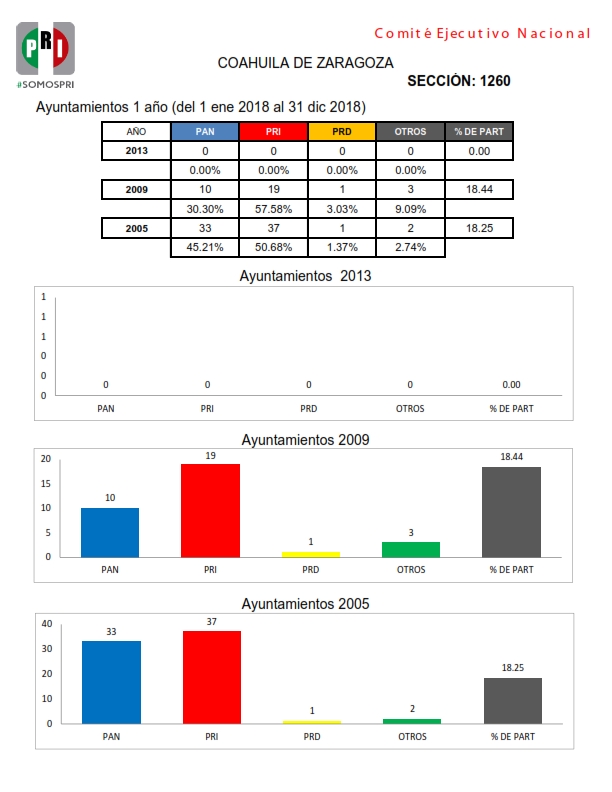 Comité Ejecutivo Nacional
PRI
#SOMOSPRI
COAHUILA DE ZARAGOZA
SECCIÓN: 1260
Ayuntamientos 1 año (del 1 ene 2018 al 31 dic 2018)
AÑO PAN PRI PRD OTROS % DE PART
2013 0 0 0 0 0.00
0.00% 0.00% 0.00% 0.00%
2009 10 19 1 3 18.44
30.30% 57.58% 3.03% 9.09%
2005 33 37 1 2 18.25
45.21% 50.68% 1.37% 2.74%
Ayuntamientos 2013
1
1
1
0
0
0
0 0 0 0 0.00
PAN PRI PRD OTROS % DE PART
Ayuntamientos 2009
20
15
10
5
0
10 19 1 3 18.44
PAN PRI PRD OTROS % DE PART
Ayuntamientos 2005
40
30
20
10
0
33 37 1 2 18.25
PAN PRI PRD OTROS % DE PART